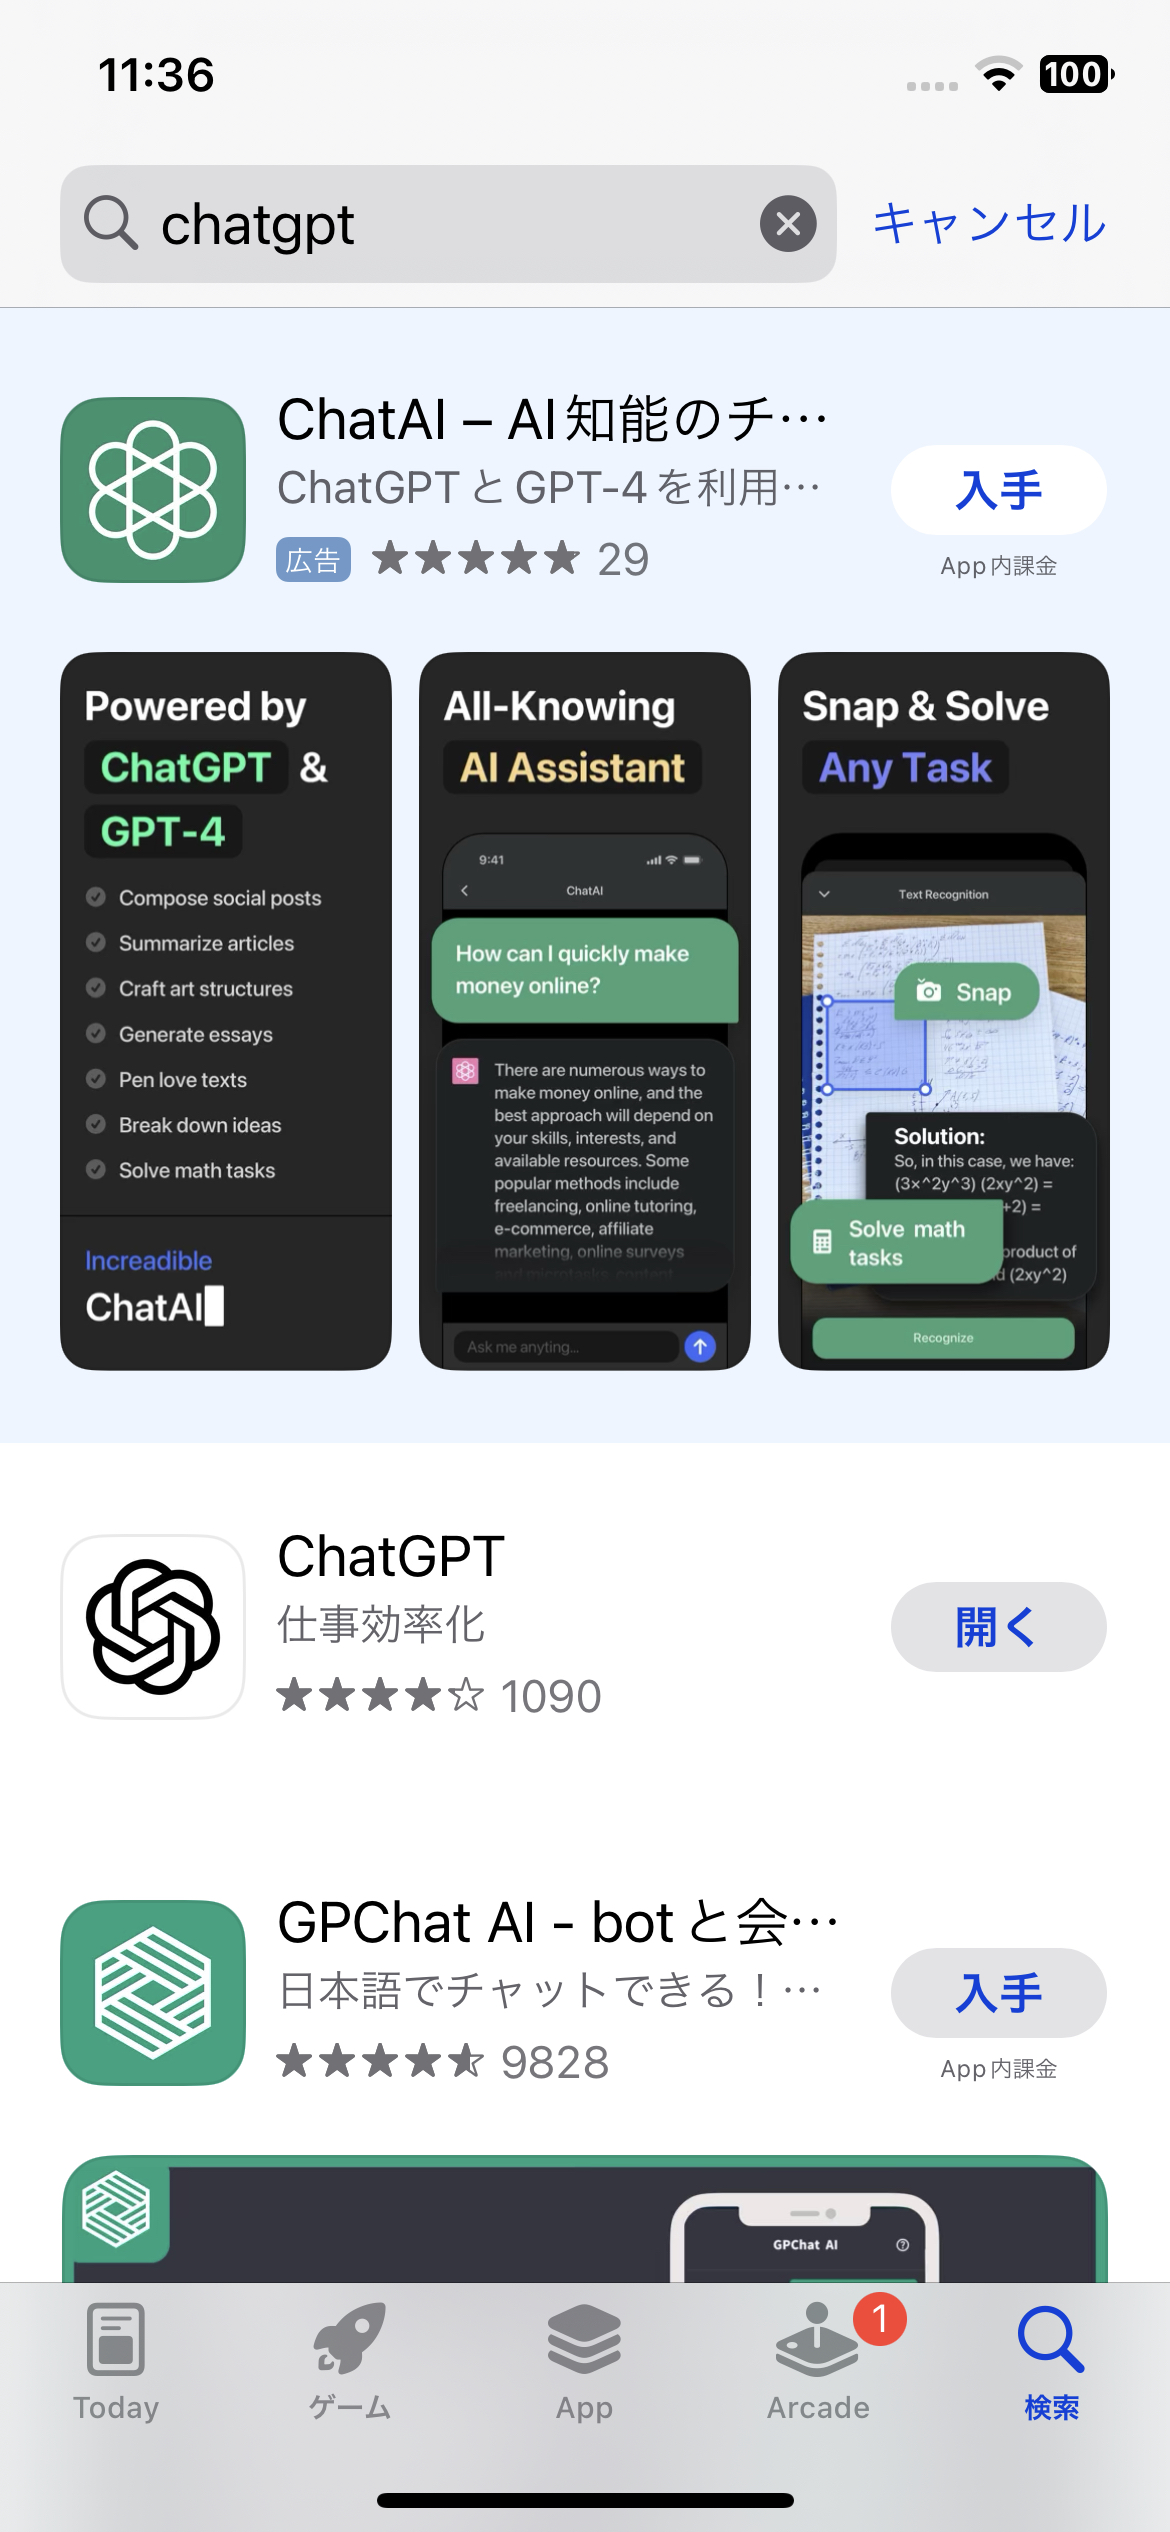 11:36
100
chatgpt
キャンセル
ChatAI – AI知能のチ…
ChatGPTとGPT-4を利用…
広告 ★★★★★ 29
入手
App内課金
Powered by
ChatGPT &
GPT-4
Compose social posts
Summarize articles
Craft art structures
Generate essays
Pen love texts
Break down ideas
Solve math tasks
Increadible
ChatAI
All-Knowing
AI Assistant
9:41
ChatAI
How can I quickly make
money online?
There are numerous ways to
make money online, and the
best approach will depend on
your skills, interests, and
available resources. Some
popular methods include
freelancing, online tutoring,
e-commerce, affiliate
marketing, online surveys
and microtasks, content
Ask me anyting...
Snap & Solve
Any Task
Text Recognition
Snap
Solution:
So, in this case, we have:
(3x^2y^3) (2xy^2) =
+2) =
Solve math
tasks
product of
d (2xy^2)
Recognize
ChatGPT
仕事効率化
★★★★☆ 1090
開く
GPChat AI - botと会…
日本語でチャットできる！…
9828
入手
App内課金
GPChat AI
Today
ゲーム
App
Arcade
1
検索